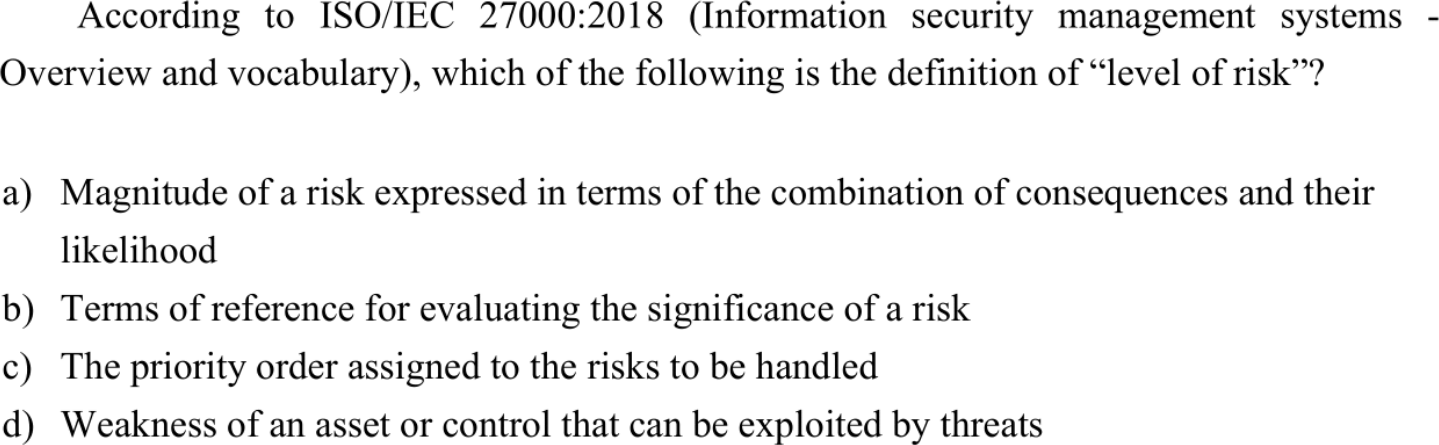 According to ISO/IEC 27000:2018 (Information security management systems -
Overview and vocabulary), which of the following is the definition of “level of risk”?
a) Magnitude of a risk expressed in terms of the combination of consequences and their
likelihood
b) Terms of reference for evaluating the significance of a risk
c) The priority order assigned to the risks to be handled
d) Weakness of an asset or control that can be exploited by threats